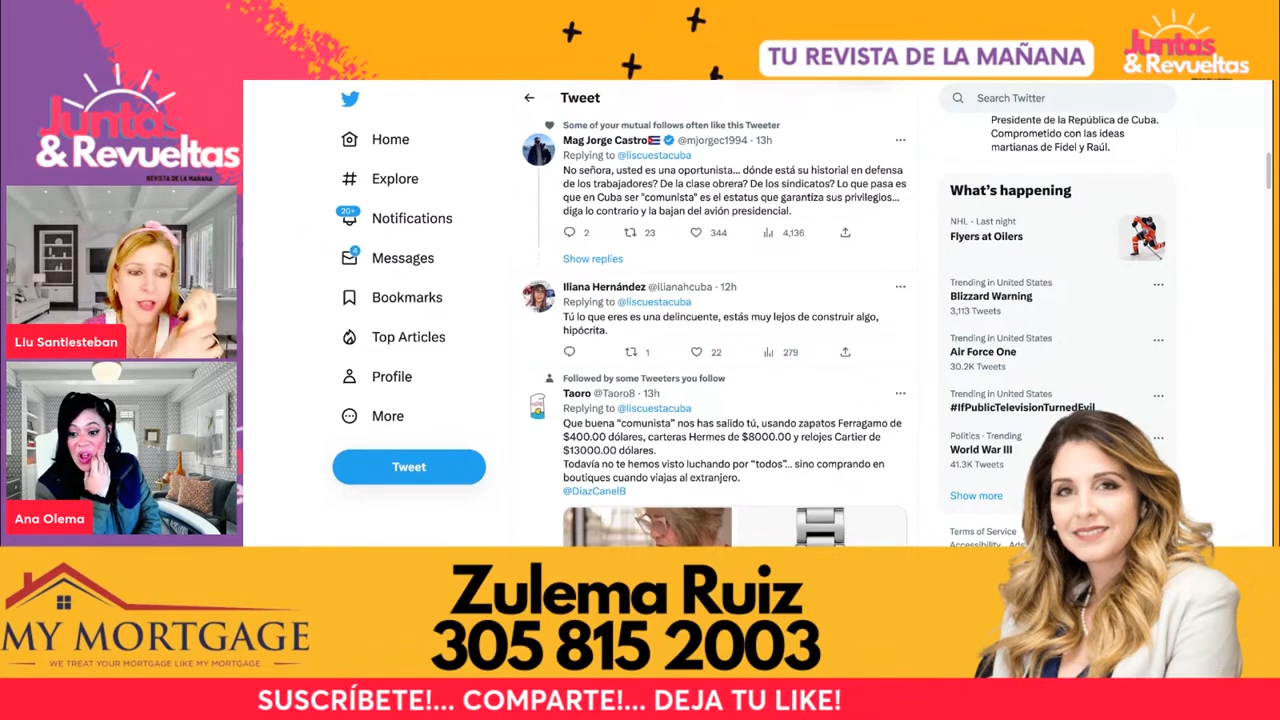 TU REVISTA DE LA MAÑANA
Juntas
& Revueltas
Juntas
& Revueltas
REVISTA DE LA MAÑANA
Liu Santiesteban
Ana Olema
Home
Explore
20+
Notifications
4
Messages
Bookmarks
Top Articles
Profile
More
Tweet
Tweet
Some of your mutual follows often like this Tweeter
Mag Jorge Castro @mjorgec1994 · 13h
Replying to @liscuestacuba
No señora, usted es una oportunista... dónde está su historial en defensa
de los trabajadores? De la clase obrera? De los sindicatos? Lo que pasa es
que en Cuba ser "comunista" es el estatus que garantiza sus privilegios...
diga lo contrario y la bajan del avión presidencial.
2 23 344 4,136
Show replies
Iliana Hernández @ilianahcuba · 12h
Replying to @liscuestacuba
Tú lo que eres es una delincuente, estás muy lejos de construir algo,
hipócrita.
1 22 279
Followed by some Tweeters you follow
Taoro @Taoro8 · 13h
Replying to @liscuestacuba
Que buena “comunista” nos has salido tú, usando zapatos Ferragamo de
$400.00 dólares, carteras Hermes de $8000.00 y relojes Cartier de
$13000.00 dólares.
Todavía no te hemos visto luchando por “todos”... sino comprando en
boutiques cuando viajas al extranjero.
@DiazCanelB
Search Twitter
Presidente de la República de Cuba.
Comprometido con las ideas
martianas de Fidel y Raúl.
What's happening
NHL · Last night
Flyers at Oilers
Trending in United States
Blizzard Warning
3,113 Tweets
Trending in United States
Air Force One
30.2K Tweets
Trending in United States
#IfPublicTelevisionTurnedEvil
Politics · Trending
World War III
41.3K Tweets
Show more
Terms of Service
Accessibility Ads
MY MORTGAGE
WE TREAT YOUR MORTGAGE LIKE MY MORTGAGE
Zulema Ruiz
305 815 2003
SUSCRÍBETE!... COMPARTE!... DEJA TU LIKE!